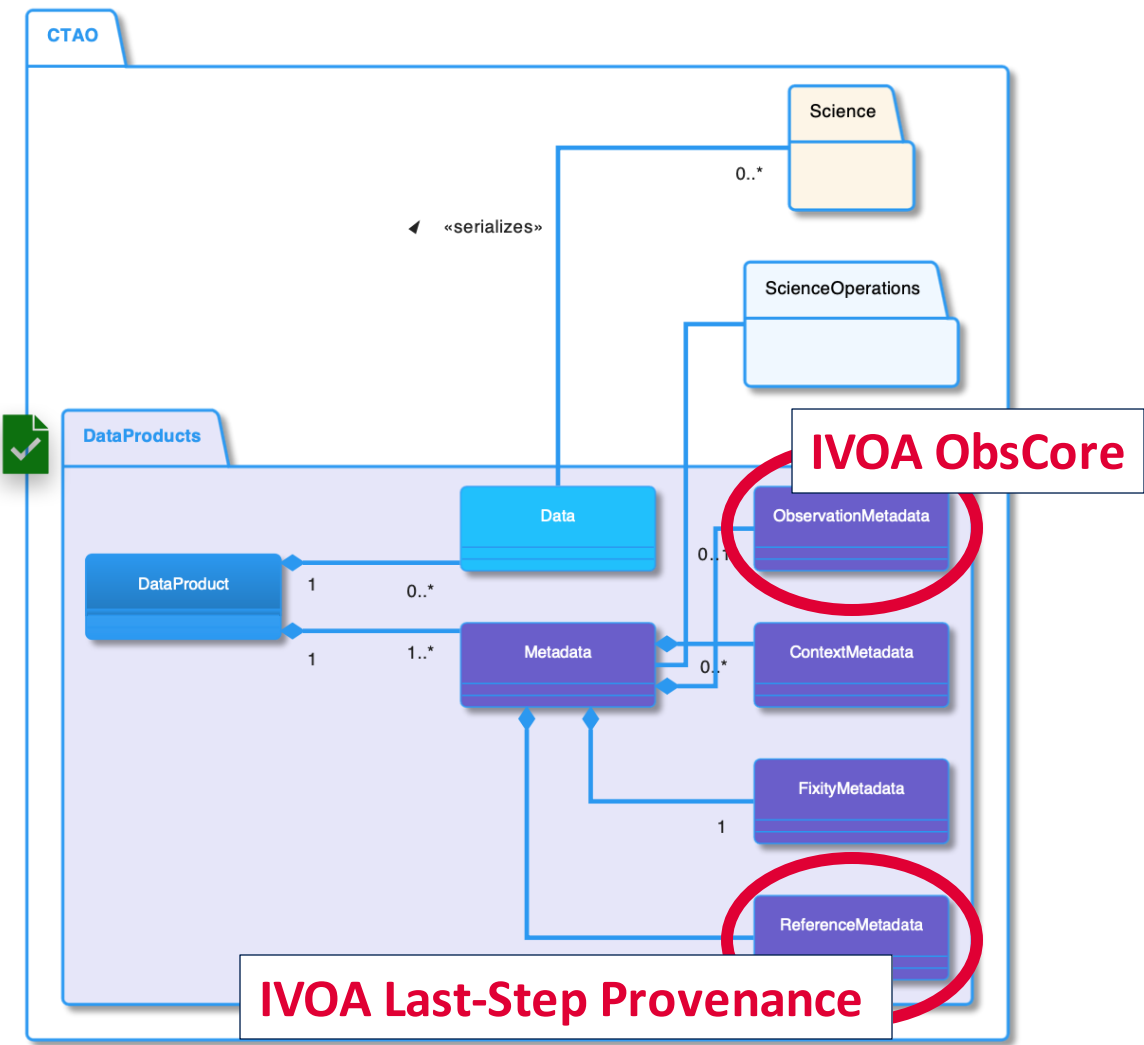 CTAO
Science
0..*
«serializes»
ScienceOperations
DataProducts
IVOA ObsCore
Data
ObservationMetadata
0..1
DataProduct
1
0..*
Metadata
ContextMetadata
1
1..*
0..*
FixityMetadata
1
ReferenceMetadata
IVOA Last-Step Provenance